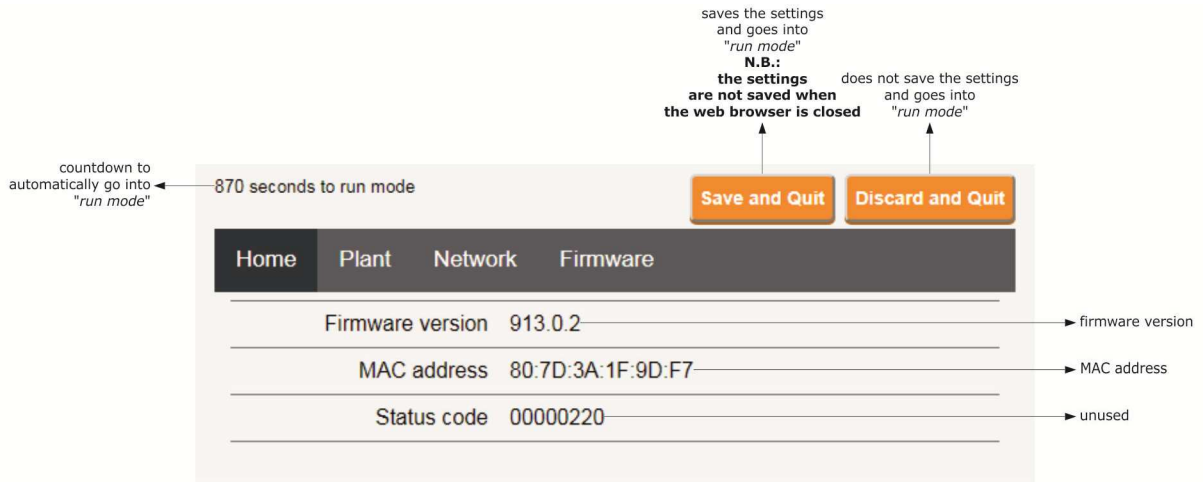 saves the settings
and goes into
"run mode"
N.B.:
the settings
are not saved when
the web browser is closed
does not save the settings
and goes into
"run mode"
countdown to
automatically go into
"run mode"
870 seconds to run mode
Save and Quit
Discard and Quit
Home Plant Network Firmware
Firmware version 913.0.2
firmware version
MAC address 80:7D:3A:1F:9D:F7
MAC address
Status code 00000220
unused